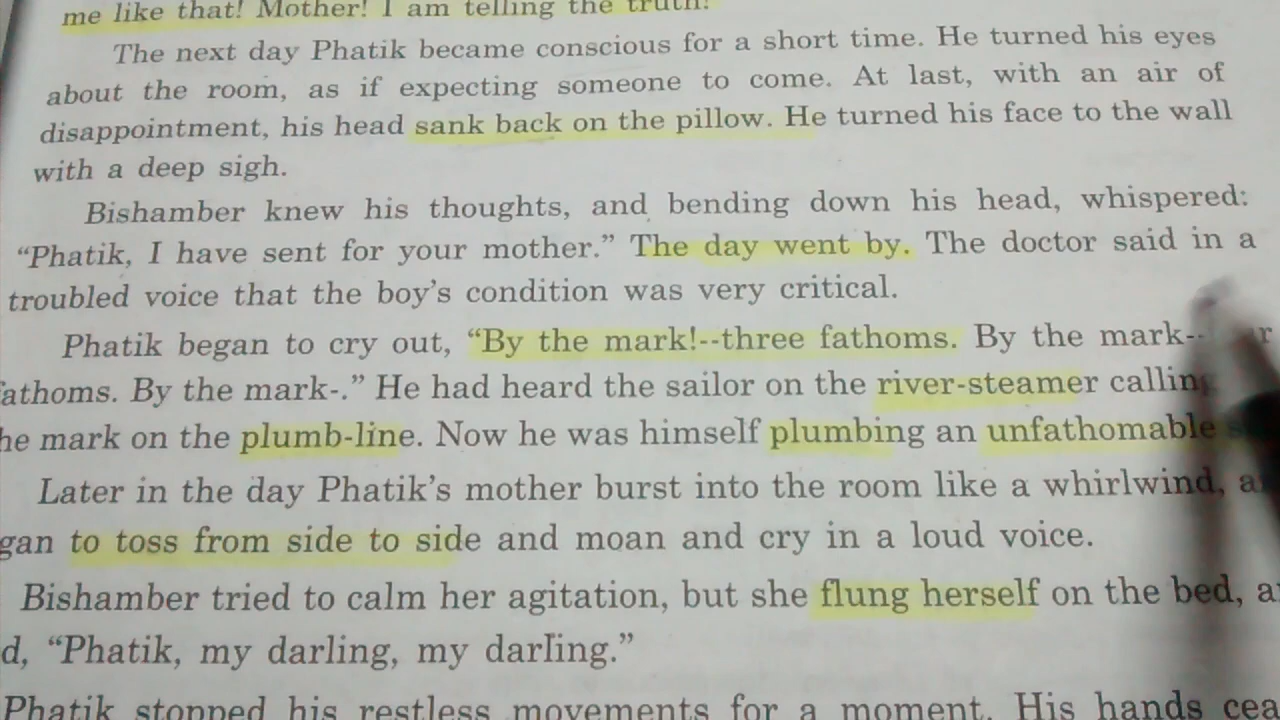 me like that! Mother! I am telling the truth!
The next day Phatik became conscious for a short time. He turned his eyes
about the room, as if expecting someone to come. At last, with an air of
disappointment, his head sank back on the pillow. He turned his face to the wall
with a deep sigh.
Bishamber knew his thoughts, and bending down his head, whispered:
“Phatik, I have sent for your mother.” The day went by. The doctor said in a
troubled voice that the boy’s condition was very critical.
Phatik began to cry out, “By the mark!--three fathoms. By the mark--
athoms. By the mark-.” He had heard the sailor on the river-steamer calling
he mark on the plumb-line. Now he was himself plumbing an unfathomable
Later in the day Phatik’s mother burst into the room like a whirlwind, a
gan to toss from side to side and moan and cry in a loud voice.
Bishamber tried to calm her agitation, but she flung herself on the bed, a
d, “Phatik, my darling, my darling.”
Phatik stopped his restless movements for a moment. His hands cea